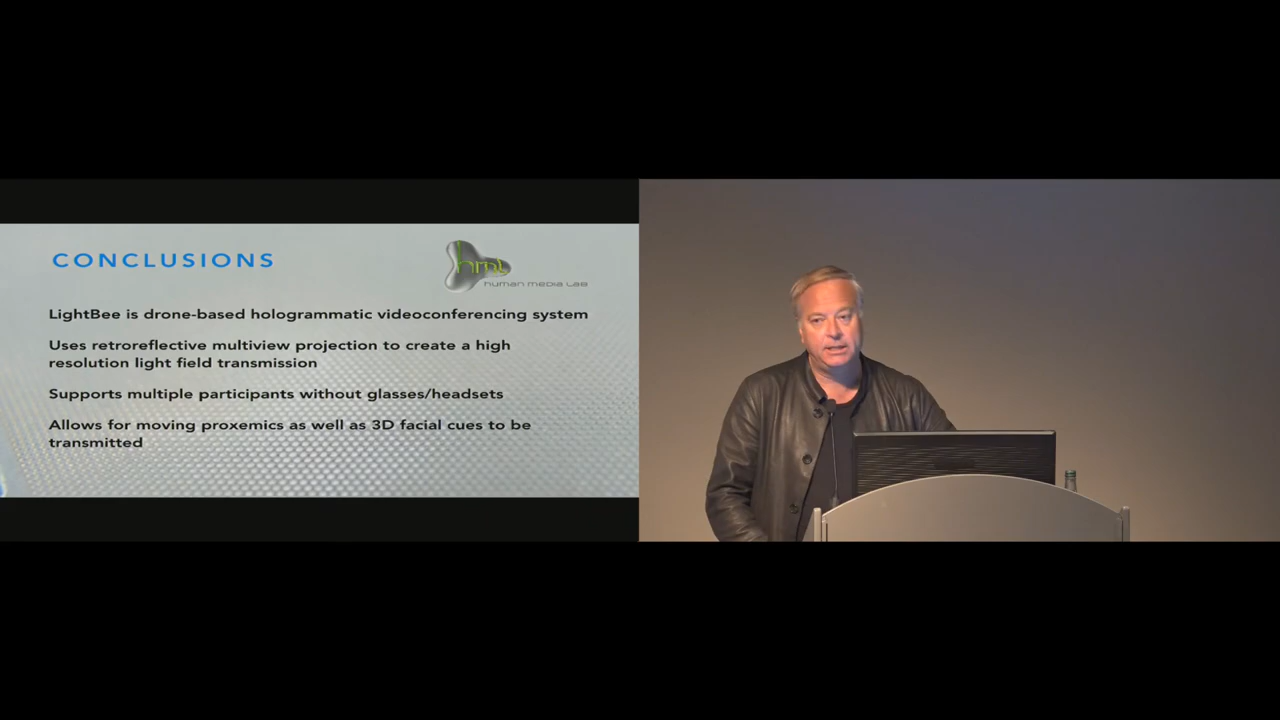 CONCLUSIONS
hml
human media lab
LightBee is drone-based hologrammatic videoconferencing system
Uses retroreflective multiview projection to create a high
resolution light field transmission
Supports multiple participants without glasses/headsets
Allows for moving proxemics as well as 3D facial cues to be
transmitted